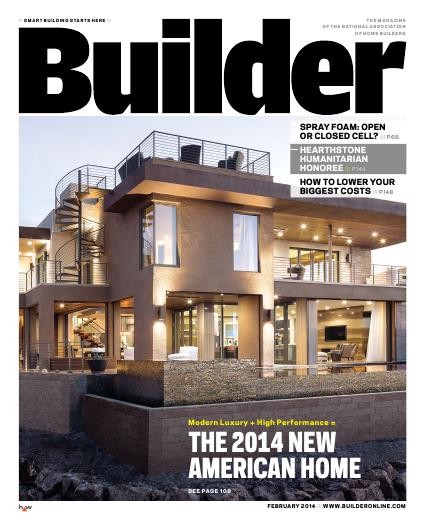 // SMART BUILDING STARTS HERE //
THE MAGAZINE
OF THE NATIONAL ASSOCIATION
OF HOME BUILDERS
Builder
SPRAY FOAM: OPEN
OR CLOSED CELL? // P.68
HEARTHSTONE
HUMANITARIAN
HONOREE // P.144
HOW TO LOWER YOUR
BIGGEST COSTS // P.148
Modern Luxury + High Performance =
THE 2014 NEW
AMERICAN HOME
SEE PAGE 108
FEBRUARY 2014 // WWW.BUILDERONLINE.COM